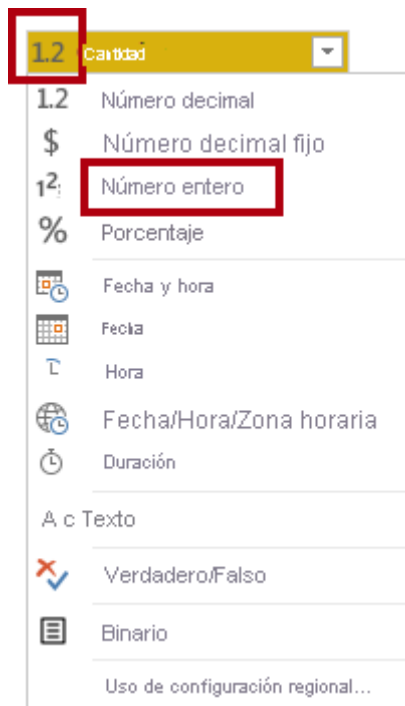 1.2 Cantidad
1.2 Número decimal
$ Número decimal fijo
1²₃ Número entero
% Porcentaje
Fecha y hora
Fecha
Hora
Fecha/Hora/Zona horaria
Duración
A c Texto
Verdadero/Falso
Binario
Uso de configuración regional...